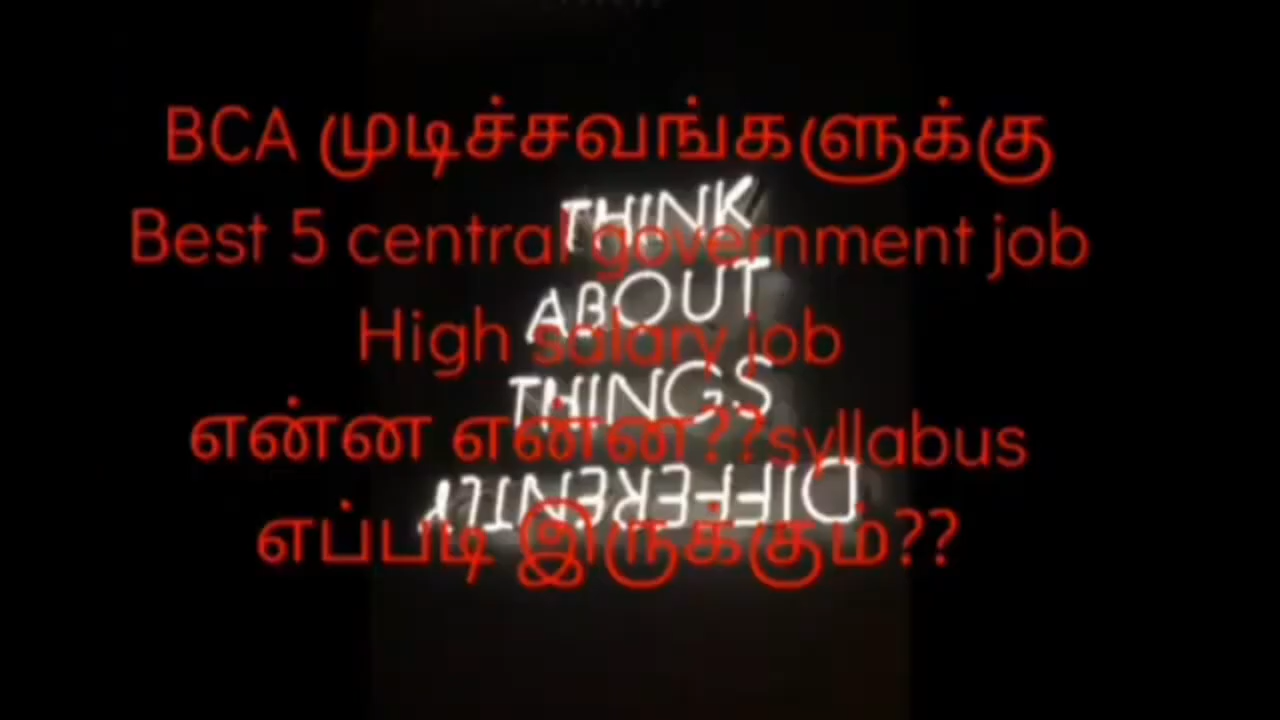 BCA முடிச்சவங்களுக்கு
Best 5 central government job
High salary job
என்ன என்ன??syllabus
எப்படி இருக்கும்??
THINK
ABOUT
THINGS
DIFFERENTLY